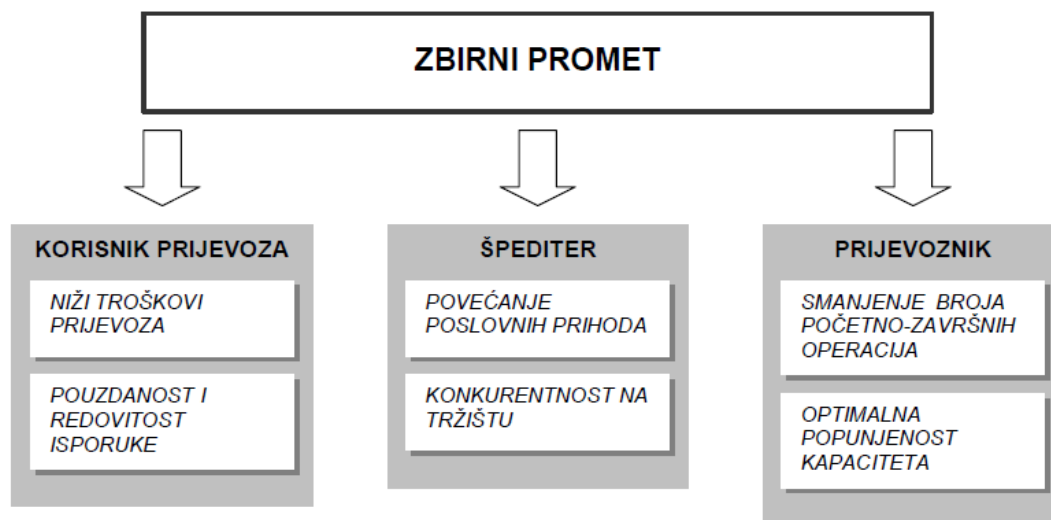 ZBIRNI PROMET
KORISNIK PRIJEVOZA
NIŽI TROŠKOVI
PRIJEVOZA
POUZDANOST I
REDOVITOST
ISPORUKE
ŠPEDITER
POVEĆANJE
POSLOVNIH PRIHODA
KONKURENTNOST NA
TRŽIŠTU
PRIJEVOZNIK
SMANJENJE BROJA
POČETNO-ZAVRŠNIH
OPERACIJA
OPTIMALNA
POPUNJENOST
KAPACITETA